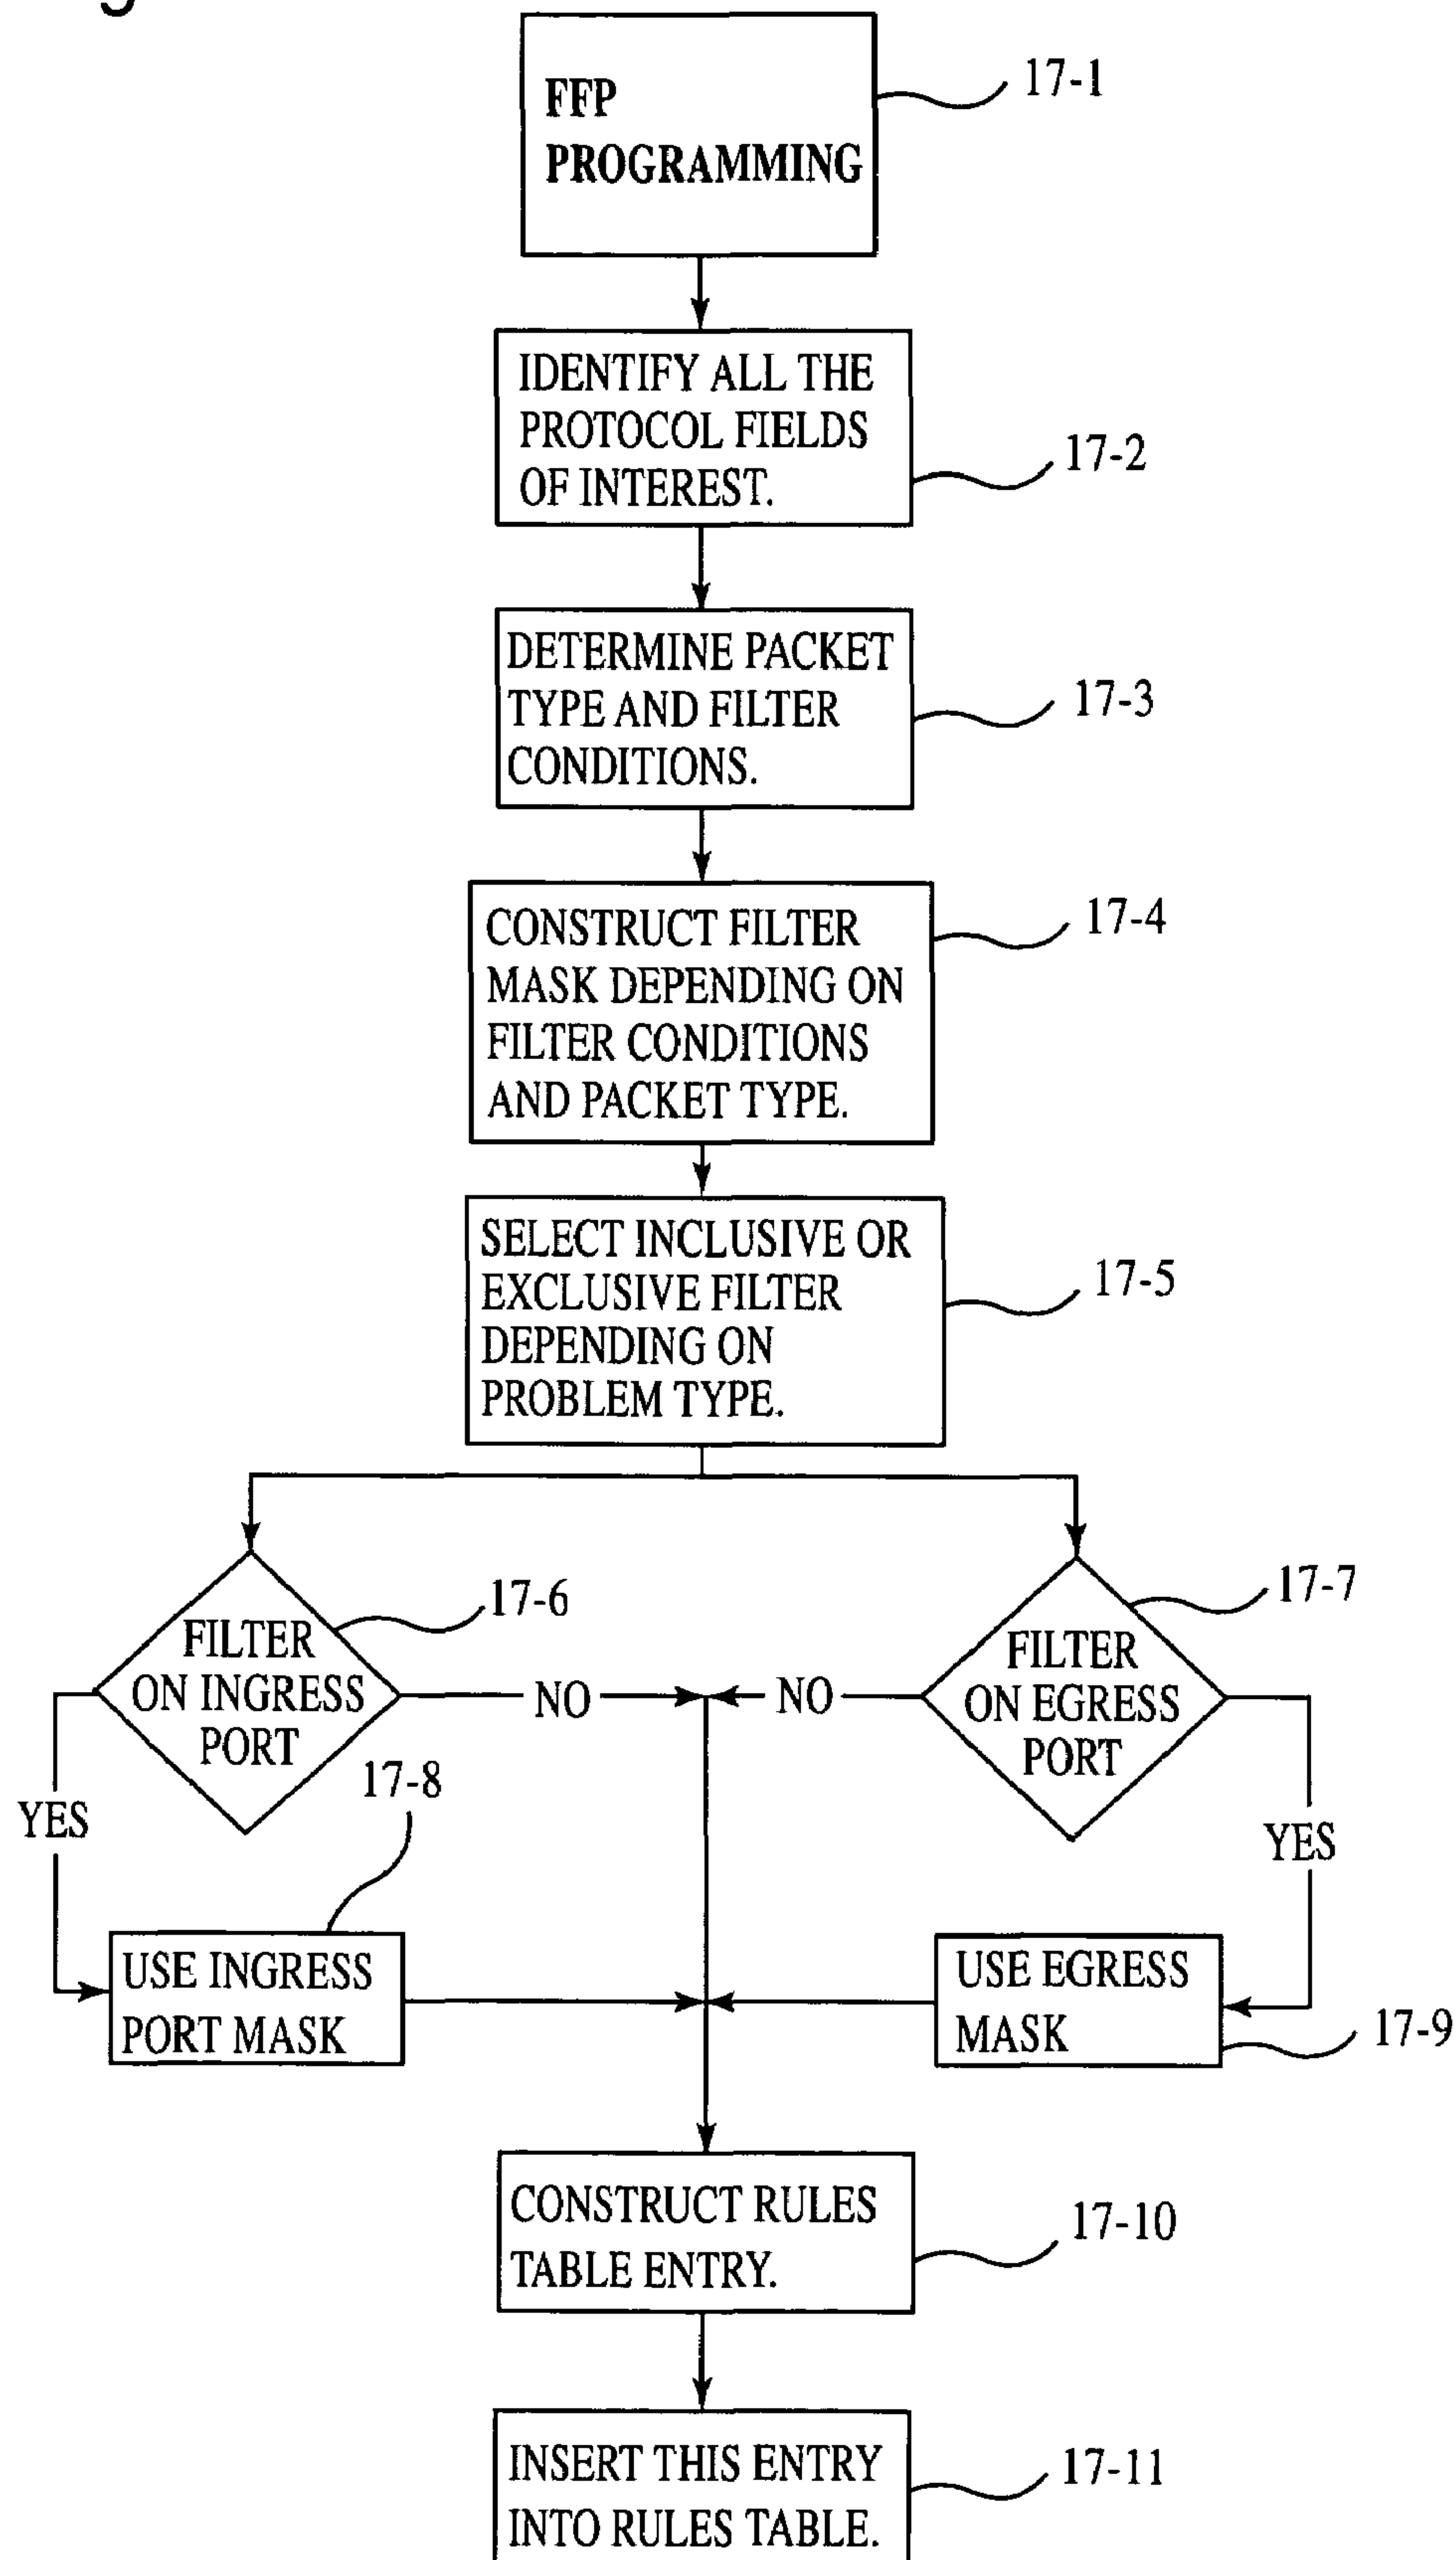 FFP
PROGRAMMING
17-1
IDENTIFY ALL THE
PROTOCOL FIELDS
OF INTEREST.
17-2
DETERMINE PACKET
TYPE AND FILTER
CONDITIONS.
17-3
CONSTRUCT FILTER
MASK DEPENDING ON
FILTER CONDITIONS
AND PACKET TYPE.
17-4
SELECT INCLUSIVE OR
EXCLUSIVE FILTER
DEPENDING ON
PROBLEM TYPE.
17-5
FILTER
ON INGRESS
PORT
17-6
NO
YES
NO
FILTER
ON EGRESS
PORT
17-7
YES
17-8
USE INGRESS
PORT MASK
USE EGRESS
MASK
17-9
CONSTRUCT RULES
TABLE ENTRY.
17-10
INSERT THIS ENTRY
INTO RULES TABLE.
17-11